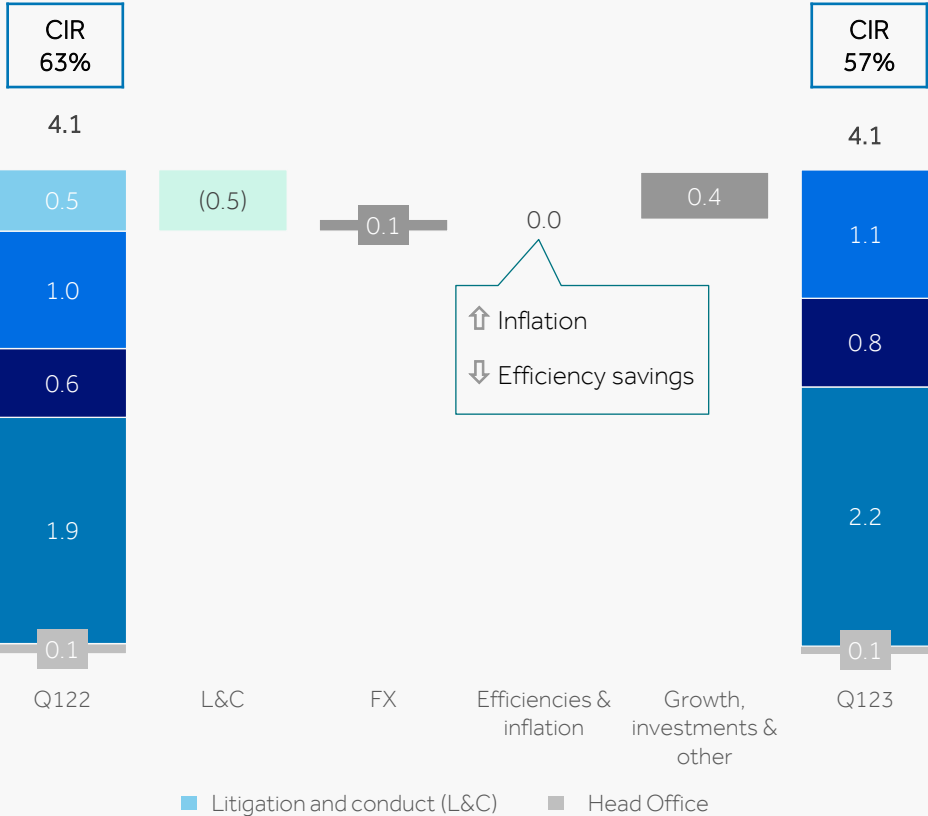 CIR
63%
CIR
57%
4.1
4.1
0.5
(0.5)
0.1
0.0
0.4
1.0
0.6
1.9
0.1
⇧ Inflation
⇩ Efficiency savings
1.1
0.8
2.2
0.1
Q122
L&C
FX
Efficiencies &
inflation
Growth,
investments &
other
Q123
Litigation and conduct (L&C)
Head Office